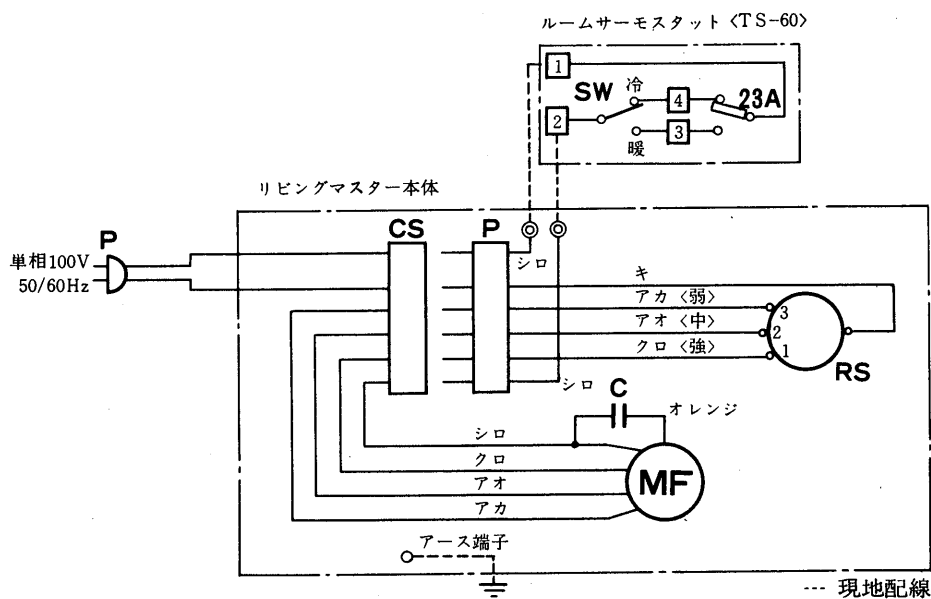 ルームサーモスタット〈TS-60〉
1
SW
冷
4
23A
2
3
暖
リビングマスター本体
P
CS
P
単相100V
50/60Hz
シロ
キ
アカ〈弱〉
3
アオ〈中〉
2
クロ〈強〉
1
RS
シロ
C
オレンジ
シロ
クロ
MF
アオ
アカ
アース端子
--- 現地配線